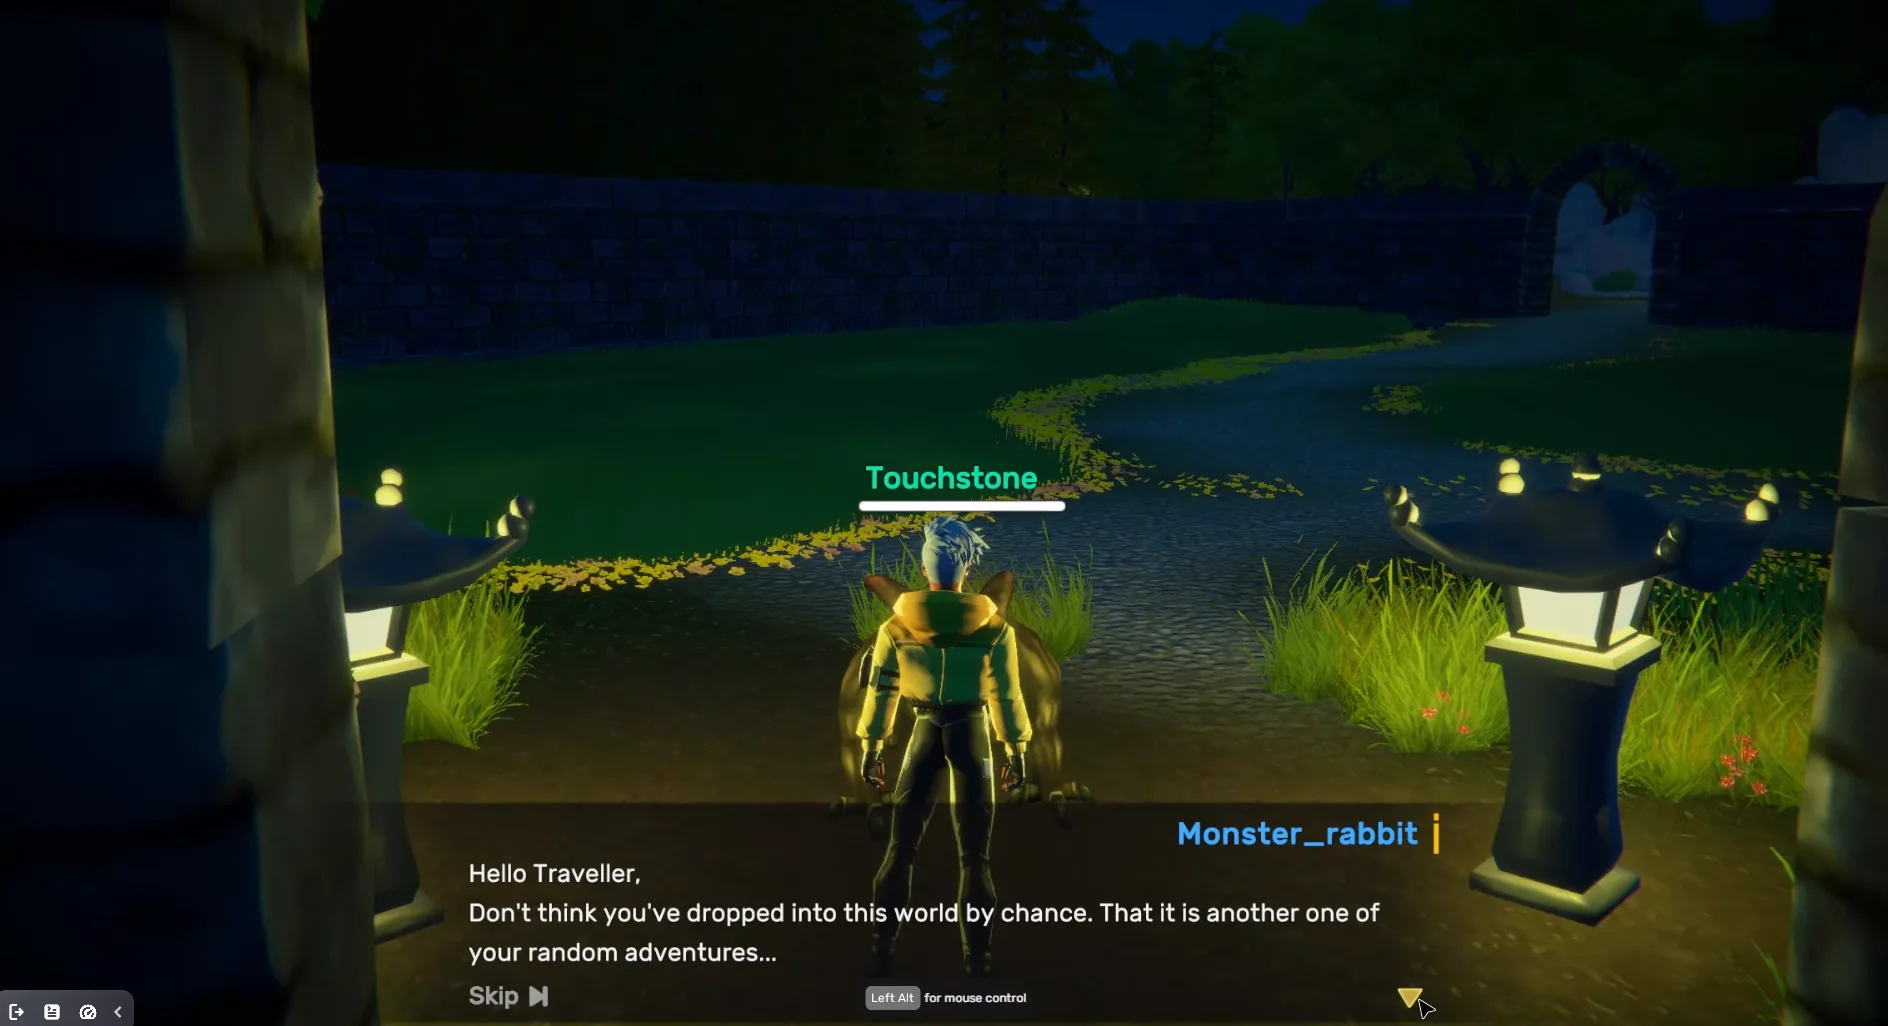 Touchstone
Monster_rabbit
Hello Traveller,
Don't think you've dropped into this world by chance. That it is another one of
your random adventures...
Skip
Left Alt for mouse control